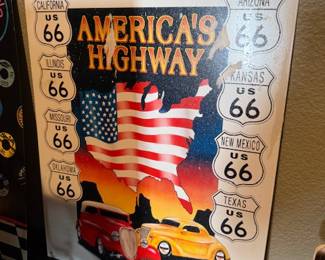 AMERICA'S
HIGHWAY
CALIFORNIA
US
66
ILLINOIS
US
66
MISSOURI
US
66
OKLAHOMA
US
66
ARIZONA
US
66
KANSAS
US
66
NEW MEXICO
US
66
TEXAS
US
66